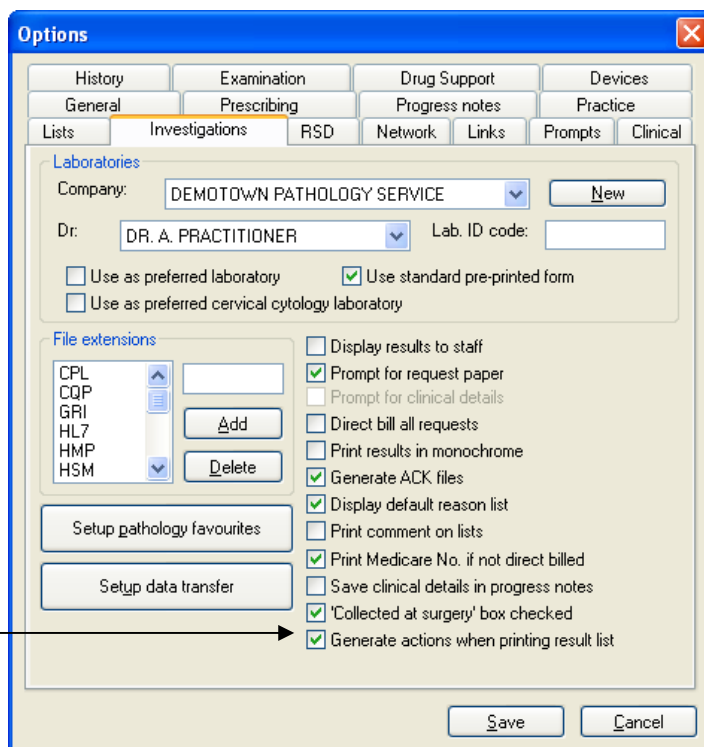 Options
History Examination Drug Support Devices
General Prescribing Progress notes Practice
Lists Investigations RSD Network Links Prompts Clinical
Laboratories
Company: DEMOTOWN PATHOLOGY SERVICE New
Dr: DR. A. PRACTITIONER Lab. ID code:
Use as preferred laboratory Use standard pre-printed form
Use as preferred cervical cytology laboratory
File extensions
CPL
CQP
GRI
HL7
HMP
HSM
Add
Delete
Setup pathology favourites
Setup data transfer
Display results to staff
Prompt for request paper
Prompt for clinical details
Direct bill all requests
Print results in monochrome
Generate ACK files
Display default reason list
Print comment on lists
Print Medicare No. if not direct billed
Save clinical details in progress notes
'Collected at surgery' box checked
Generate actions when printing result list
Save Cancel